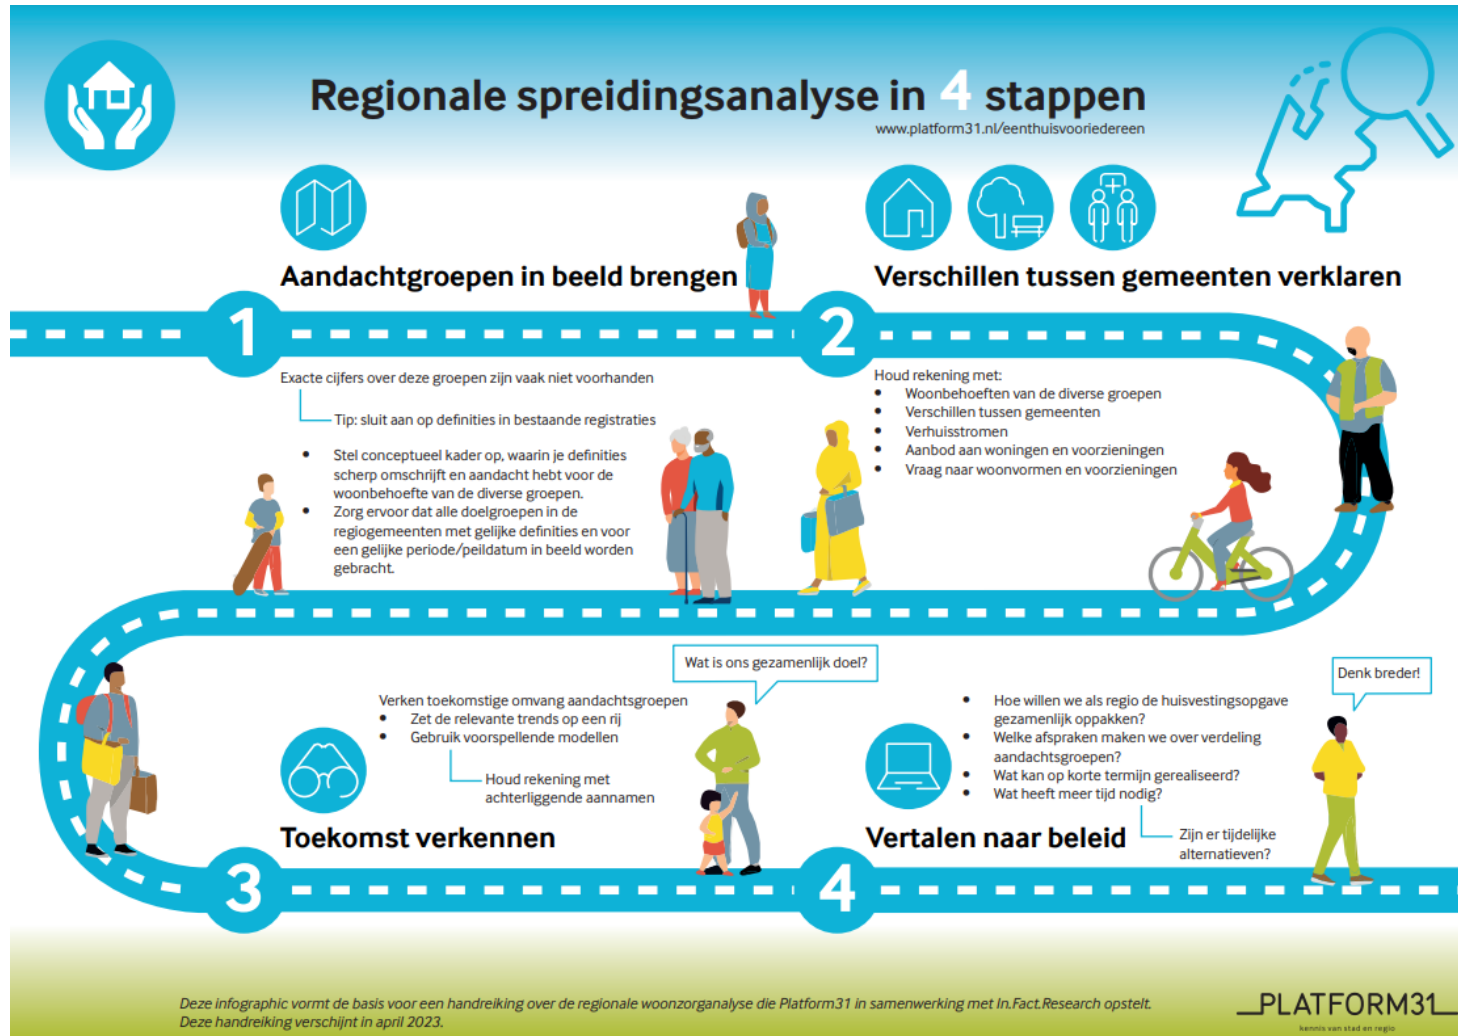 Regionale spreidingsanalyse in 4 stappen
www.platform31.nl/eenthuisvooriedereen
Aandachtgroepen in beeld brengen
1
Exacte cijfers over deze groepen zijn vaak niet voorhanden
Tip: sluit aan op definities in bestaande registraties
• Stel conceptueel kader op, waarin je definities
scherp omschrijft en aandacht hebt voor de
woonbehoefte van de diverse groepen.
• Zorg ervoor dat alle doelgroepen in de
regiogemeenten met gelijke definities en voor
een gelijke periode/peildatum in beeld worden
gebracht.
Verschillen tussen gemeenten verklaren
2
Houd rekening met:
• Woonbehoeften van de diverse groepen
• Verschillen tussen gemeenten
• Verhuisstromen
• Aanbod aan woningen en voorzieningen
• Vraag naar woonvormen en voorzieningen
Verken toekomstige omvang aandachtsgroepen
• Zet de relevante trends op een rij
• Gebruik voorspellende modellen
Houd rekening met
achterliggende aannamen
Toekomst verkennen
3
Wat is ons gezamenlijk doel?
• Hoe willen we als regio de huisvestingsopgave
gezamenlijk oppakken?
• Welke afspraken maken we over verdeling
aandachtsgroepen?
• Wat kan op korte termijn gerealiseerd?
• Wat heeft meer tijd nodig?
Zijn er tijdelijke
alternatieven?
Vertalen naar beleid
4
Denk breder!
Deze infographic vormt de basis voor een handreiking over de regionale woonzorganalyse die Platform31 in samenwerking met In.Fact.Research opstelt.
Deze handreiking verschijnt in april 2023.
PLATFORM31
kennis van stad en regio